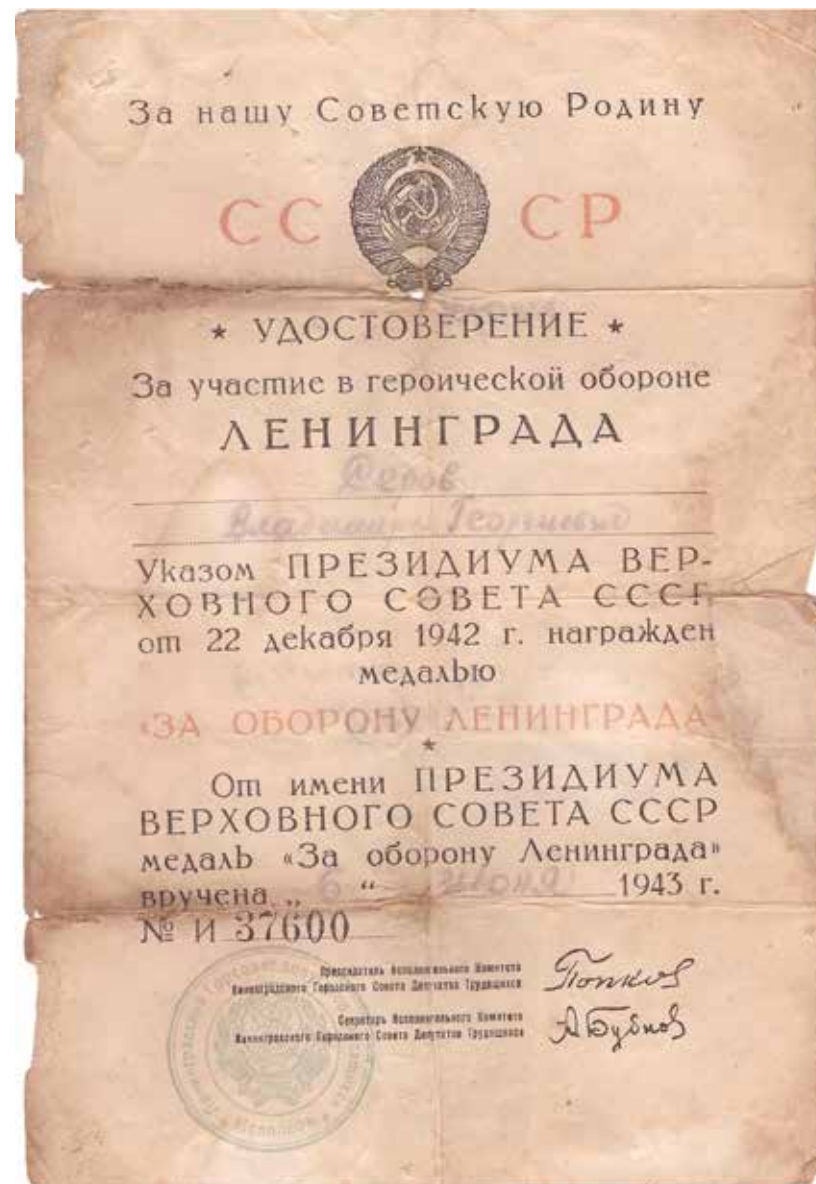 За нашу Советскую Родину
СС СР
★ УДОСТОВЕРЕНИЕ ★
За участие в героической обороне
ЛЕНИНГРАДА
Серов
Владимир Георгиевич
Указом ПРЕЗИДИУМА ВЕР-
ХОВНОГО СОВЕТА СССР
от 22 декабря 1942 г. награжден
медалью
«ЗА ОБОРОНУ ЛЕНИНГРАДА»
★
От имени ПРЕЗИДИУМА
ВЕРХОВНОГО СОВЕТА СССР
медаль «За оборону Ленинграда»
вручена „ 6 “ июня 1943 г.
№ И 37600
Председатель Исполнительного Комитета
Ленинградского Городского Совета Депутатов Трудящихся
Попков
Секретарь Исполнительного Комитета
Ленинградского Городского Совета Депутатов Трудящихся
А Бубнов